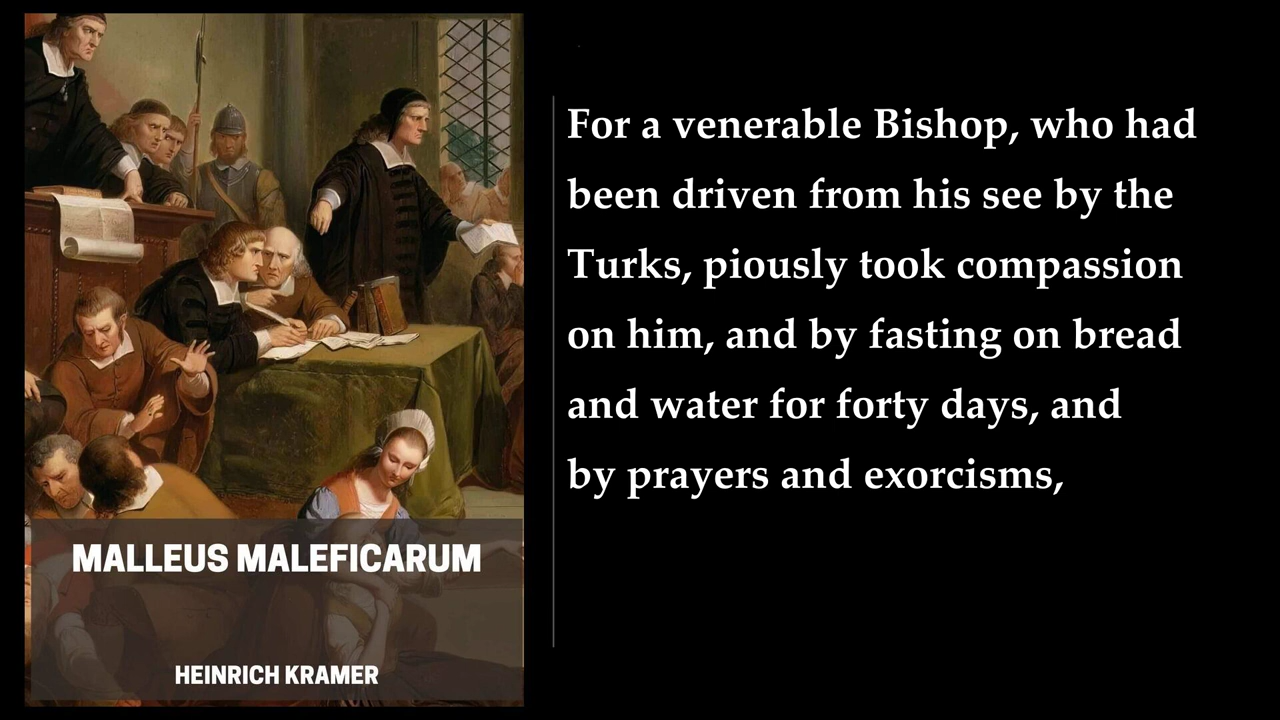 For a venerable Bishop, who had
been driven from his see by the
Turks, piously took compassion
on him, and by fasting on bread
and water for forty days, and
by prayers and exorcisms,
MALLEUS MALEFICARUM
HEINRICH KRAMER